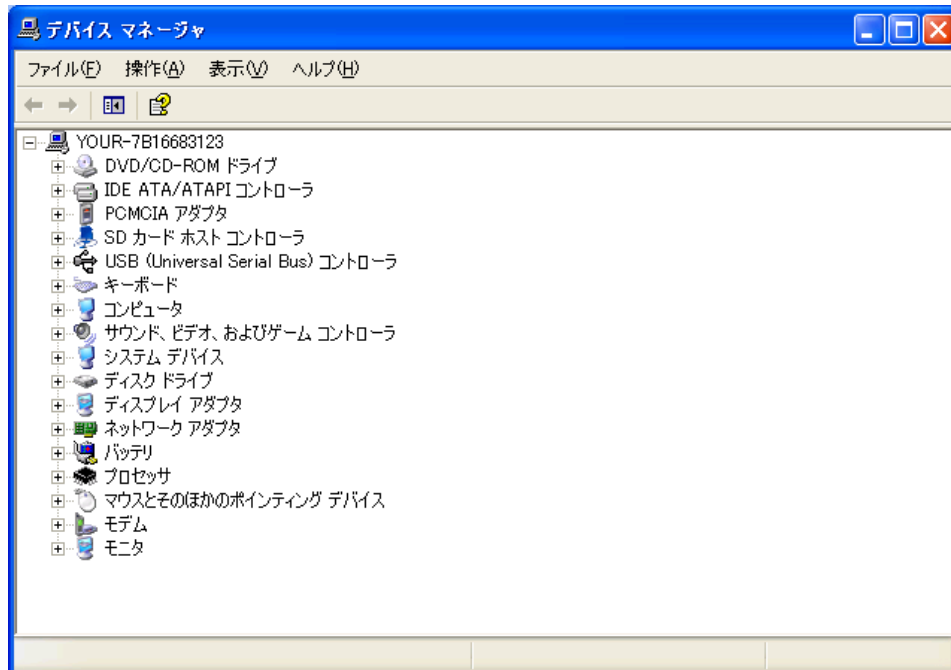 デバイス マネージャ
ファイル(F) 操作(A) 表示(V) ヘルプ(H)
YOUR-7B16683123
DVD/CD-ROM ドライブ
IDE ATA/ATAPI コントローラ
PCMCIA アダプタ
SD カード ホスト コントローラ
USB (Universal Serial Bus) コントローラ
キーボード
コンピュータ
サウンド、ビデオ、およびゲーム コントローラ
システム デバイス
ディスク ドライブ
ディスプレイ アダプタ
ネットワーク アダプタ
バッテリ
プロセッサ
マウスとそのほかのポインティング デバイス
モデム
モニタ